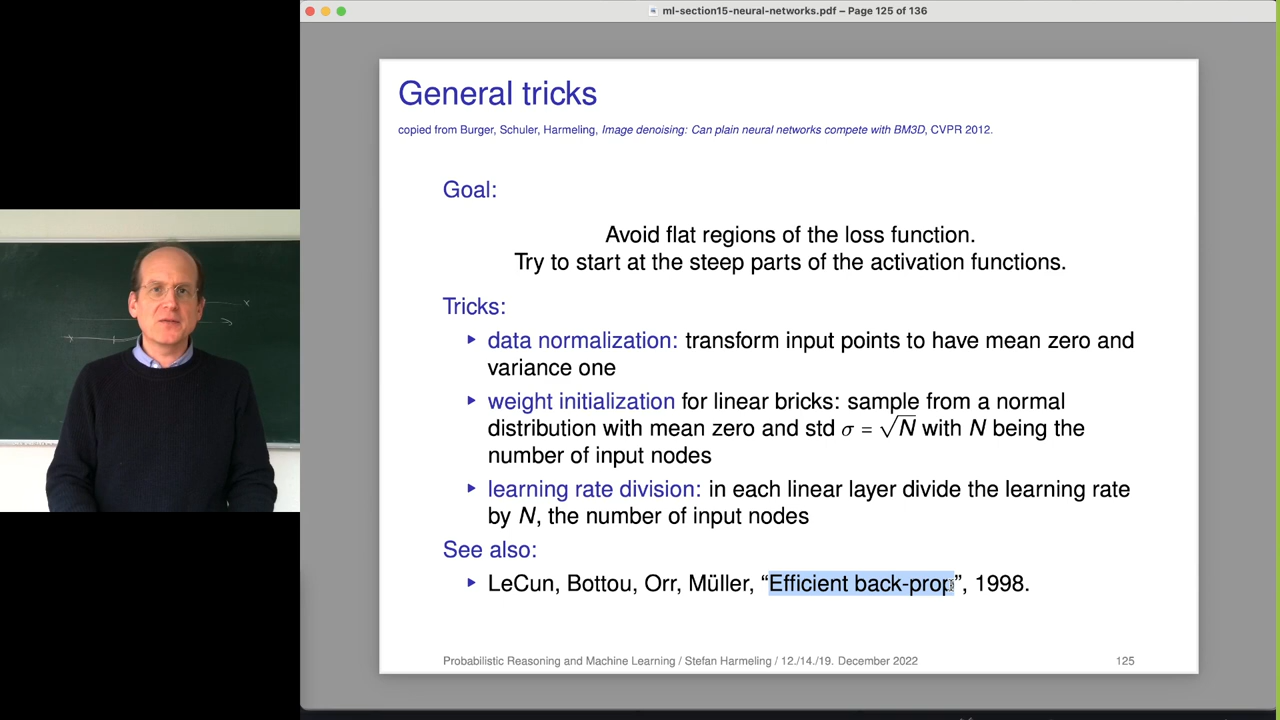 ml-section15-neural-networks.pdf – Page 125 of 136
General tricks
copied from Burger, Schuler, Harmeling, Image denoising: Can plain neural networks compete with BM3D, CVPR 2012.
Goal:
Avoid flat regions of the loss function.
Try to start at the steep parts of the activation functions.
Tricks:
▸ data normalization: transform input points to have mean zero and
variance one
▸ weight initialization for linear bricks: sample from a normal
distribution with mean zero and std σ = √N with N being the
number of input nodes
▸ learning rate division: in each linear layer divide the learning rate
by N, the number of input nodes
See also:
▸ LeCun, Bottou, Orr, Müller, “Efficient back-prop”, 1998.
Probabilistic Reasoning and Machine Learning / Stefan Harmeling / 12./14./19. December 2022 125